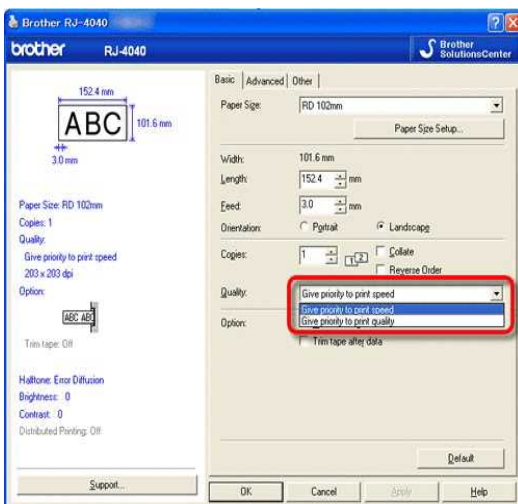 Brother RJ-4040
brother RJ-4040
Brother
SolutionsCenter
152.4 mm
ABC
101.6 mm
3.0 mm
Paper Size: RD 102mm
Copies: 1
Quality:
Give priority to print speed
203 x 203 dpi
Option:
ABC ABC
Trim tape: Off
Halftone: Error Diffusion
Brightness: 0
Contrast: 0
Distributed Printing: Off
Support...
Basic Advanced Other
Paper Size: RD 102mm
Paper Size Setup...
Width: 101.6 mm
Length: 152.4 mm
Feed: 3.0 mm
Orientation: Portrait Landscape
Copies: 1 12 Collate
Reverse Order
Quality: Give priority to print speed
Give priority to print speed
Give priority to print quality
Option:
Trim tape after data
Default
OK Cancel Apply Help